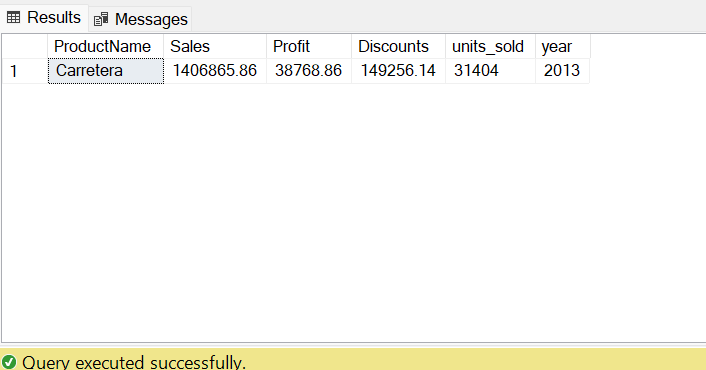 Results Messages
ProductName Sales Profit Discounts units_sold year
1 Carretera 1406865.86 38768.86 149256.14 31404 2013
Query executed successfully.